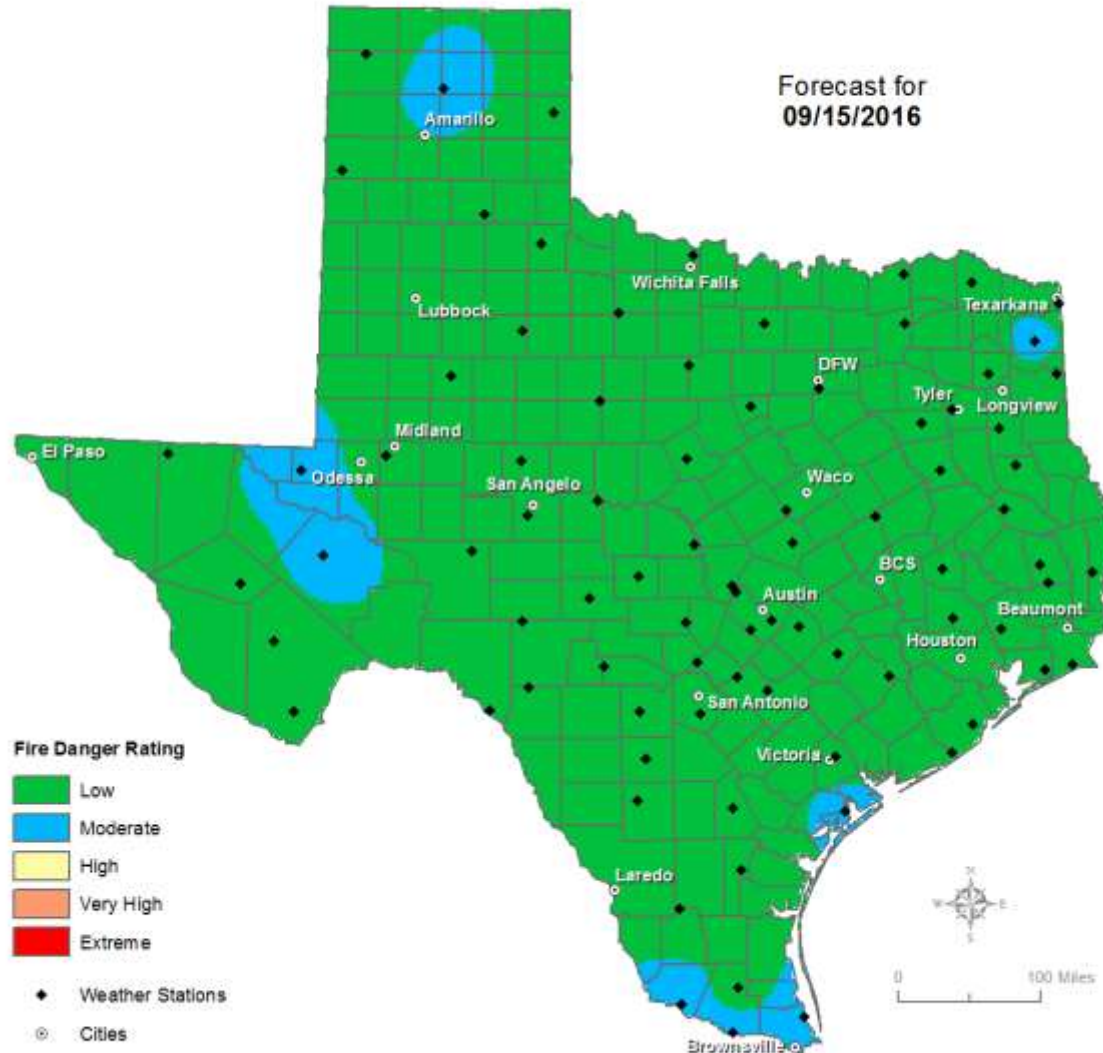 Forecast for
09/15/2016
Amarillo
Wichita Falls
Lubbock
Texarkana
DFW
Tyler
Longview
El Paso
Midland
Odessa
San Angelo
Waco
BCS
Austin
Beaumont
Houston
San Antonio
Victoria
Laredo
Brownsville
Fire Danger Rating
Low
Moderate
High
Very High
Extreme
Weather Stations
Cities
N
W E
S
0 100 Miles